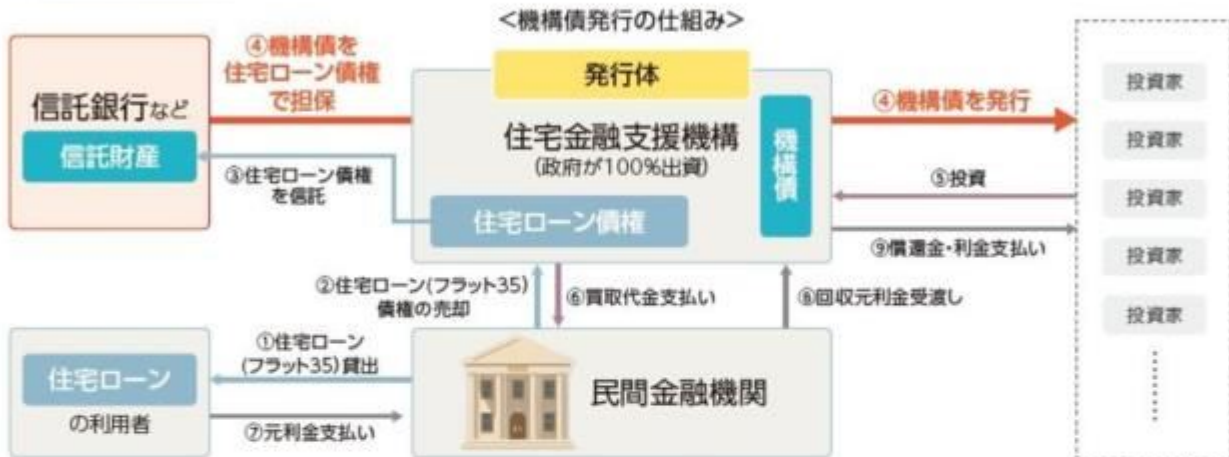 <機構債発行の仕組み>
④機構債を
住宅ローン債権
で担保
信託銀行など
信託財産
③住宅ローン債権
を信託
発行体
住宅金融支援機構
(政府が100%出資)
機構債
住宅ローン債権
④機構債を発行
⑤投資
⑨償還金・利金支払い
投資家
投資家
投資家
投資家
投資家
②住宅ローン(フラット35)
債権の売却
⑥買取代金支払い
⑧回収元利金受渡し
①住宅ローン
(フラット35)貸出
住宅ローン
の利用者
⑦元利金支払い
民間金融機関